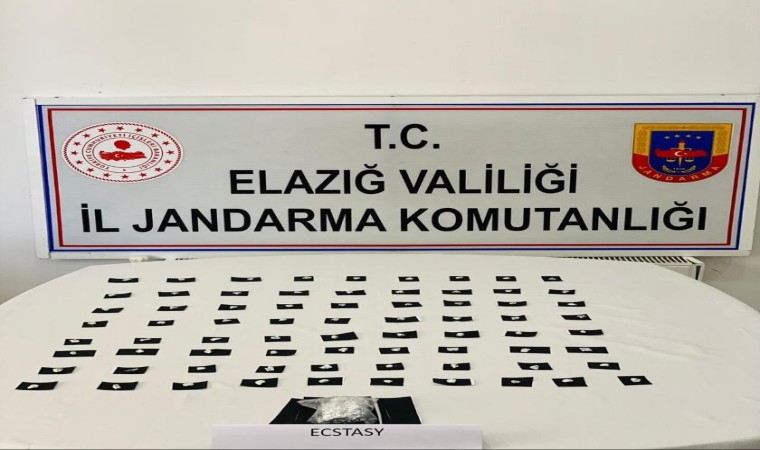 T.C.
ELAZIĞ VALİLİĞİ
İL JANDARMA KOMUTANLIĞI
JANDARMA
ECSTASY